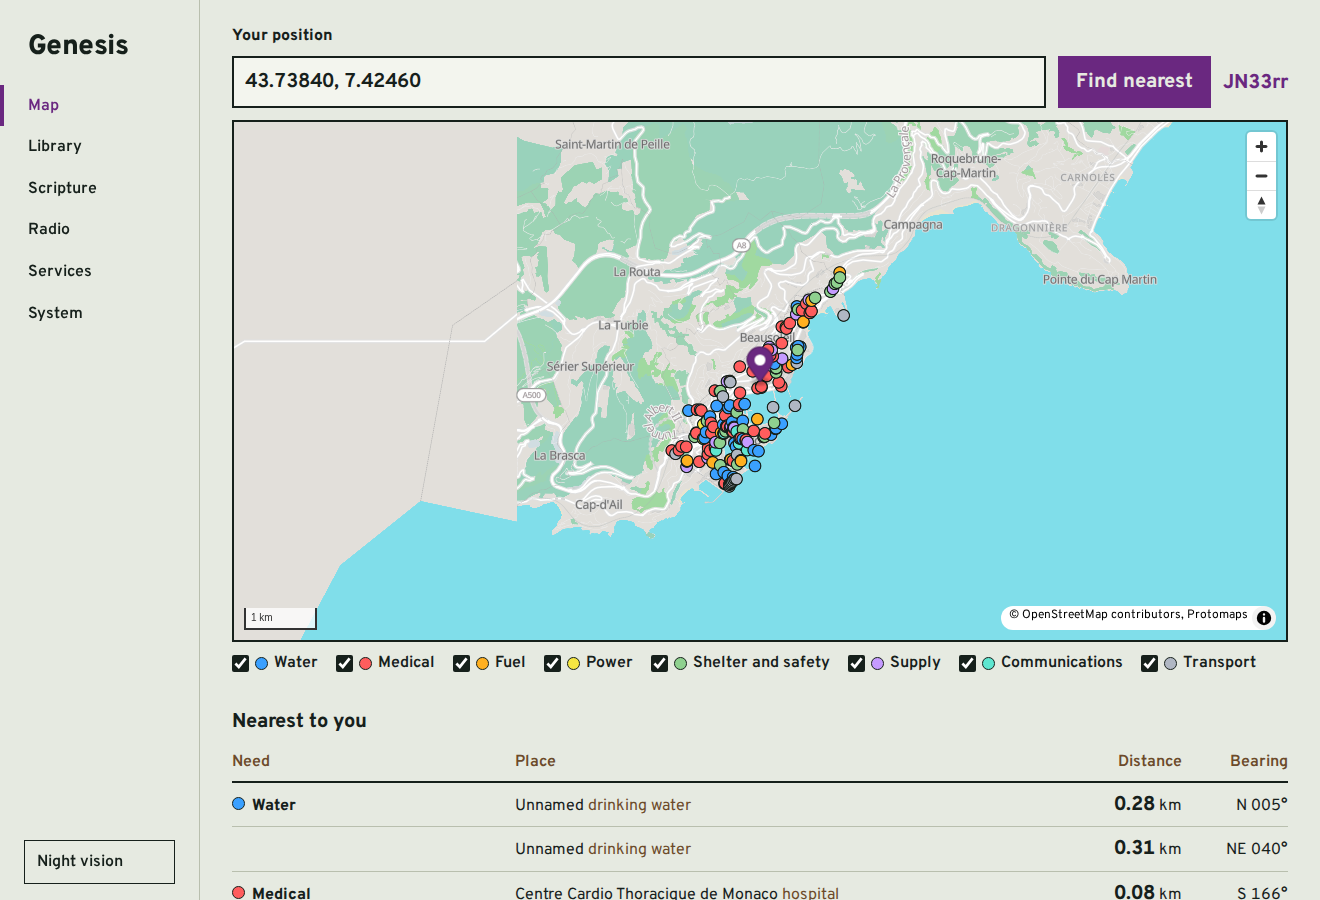 Genesis
Map
Library
Scripture
Radio
Services
System
Night vision
Your position
43.73840, 7.42460
Find nearest
JN33rr
Saint-Martin de Peille
La Provençale
Roquebrune-
Cap-Martin
CARNOLÈS
A8
Campagna
DRAGONNIÈRE
La Routa
Pointe du Cap Martin
La Turbie
Beausoleil
Sérier Supérieur
A500
Albert II
Tunnel
La Brasca
Cap-d'Ail
1 km
© OpenStreetMap contributors, Protomaps
Water
Medical
Fuel
Power
Shelter and safety
Supply
Communications
Transport
Nearest to you
Need Place Distance Bearing
Water Unnamed drinking water 0.28 km N 005°
Unnamed drinking water 0.31 km NE 040°
Medical Centre Cardio Thoracique de Monaco hospital 0.08 km S 166°